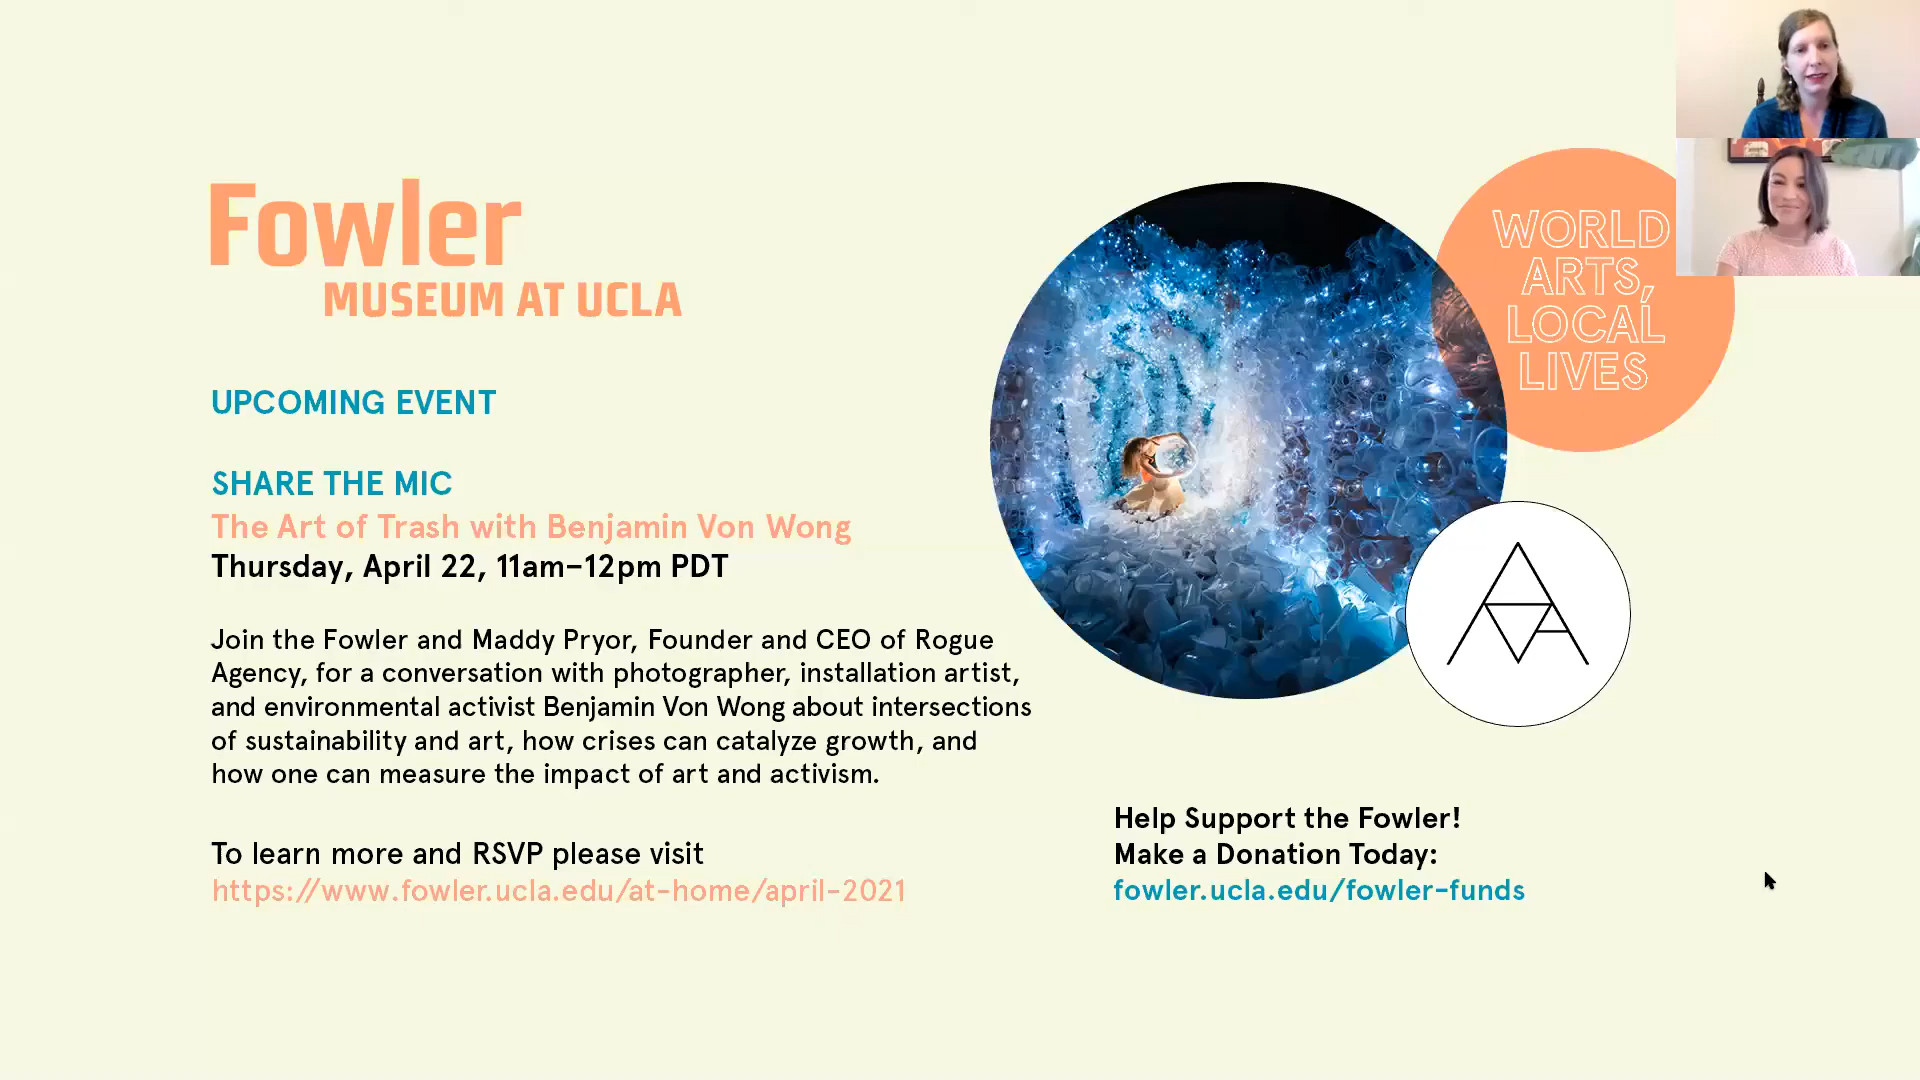 Fowler
MUSEUM AT UCLA
UPCOMING EVENT
SHARE THE MIC
The Art of Trash with Benjamin Von Wong
Thursday, April 22, 11am–12pm PDT
Join the Fowler and Maddy Pryor, Founder and CEO of Rogue
Agency, for a conversation with photographer, installation artist,
and environmental activist Benjamin Von Wong about intersections
of sustainability and art, how crises can catalyze growth, and
how one can measure the impact of art and activism.
To learn more and RSVP please visit
https://www.fowler.ucla.edu/at-home/april-2021
WORLD
ARTS,
LOCAL
LIVES
Help Support the Fowler!
Make a Donation Today:
fowler.ucla.edu/fowler-funds